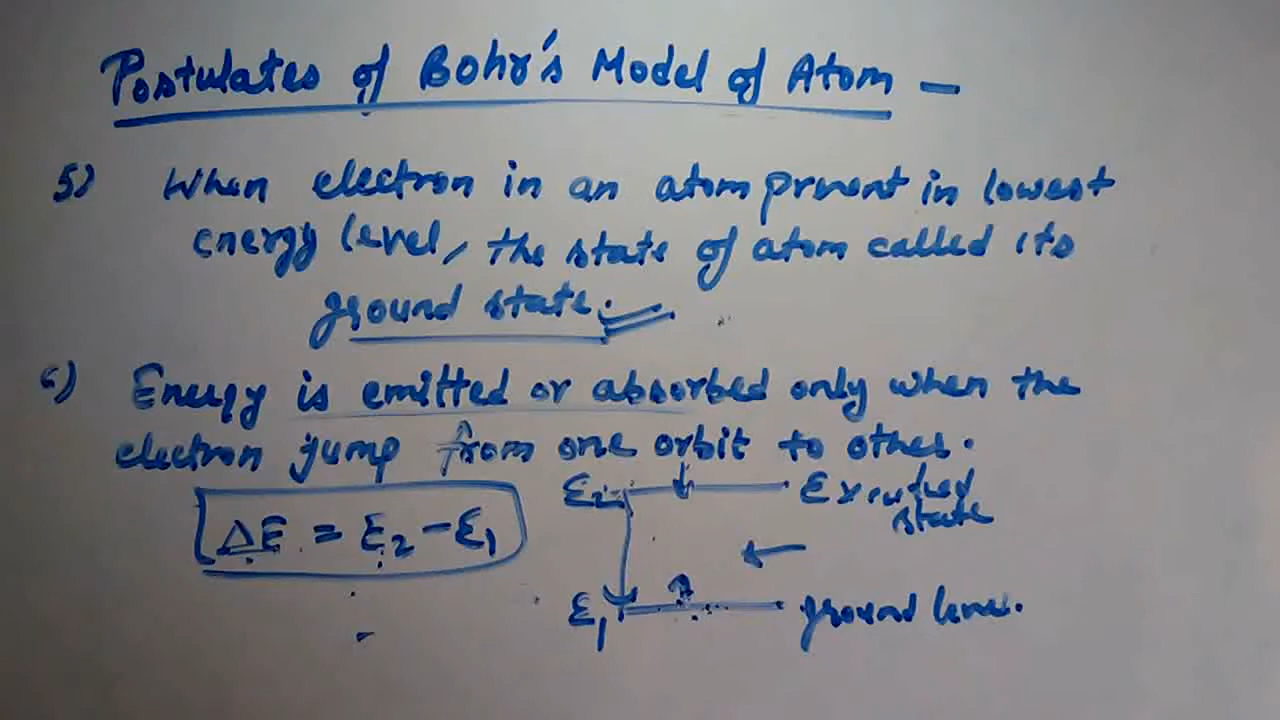 Postulates of Bohr's Model of Atom —
5) When electron in an atom present in lowest
energy level, the state of atom called its
ground state.
6) Energy is emitted or absorbed only when the
electron jump from one orbit to other.
E₂ Excited
state
ΔE = E₂ - E₁
E₁ ground level.